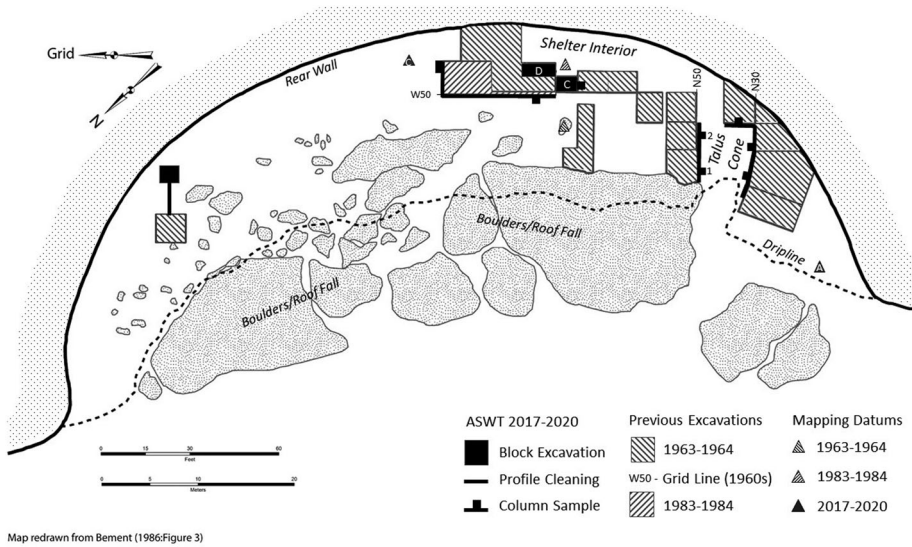 Grid
N
Rear Wall
Shelter Interior
W50
D
C
N50
N30
2
1
Talus
Cone
Boulders/Roof Fall
Boulders/Roof Fall
Dripline
0 15 30 60
Feet
0 5 10 20
Meters
ASWT 2017-2020
Block Excavation
Profile Cleaning
Column Sample
Previous Excavations
1963-1964
W50 - Grid Line (1960s)
1983-1984
Mapping Datums
1963-1964
1983-1984
2017-2020
Map redrawn from Bement (1986:Figure 3)